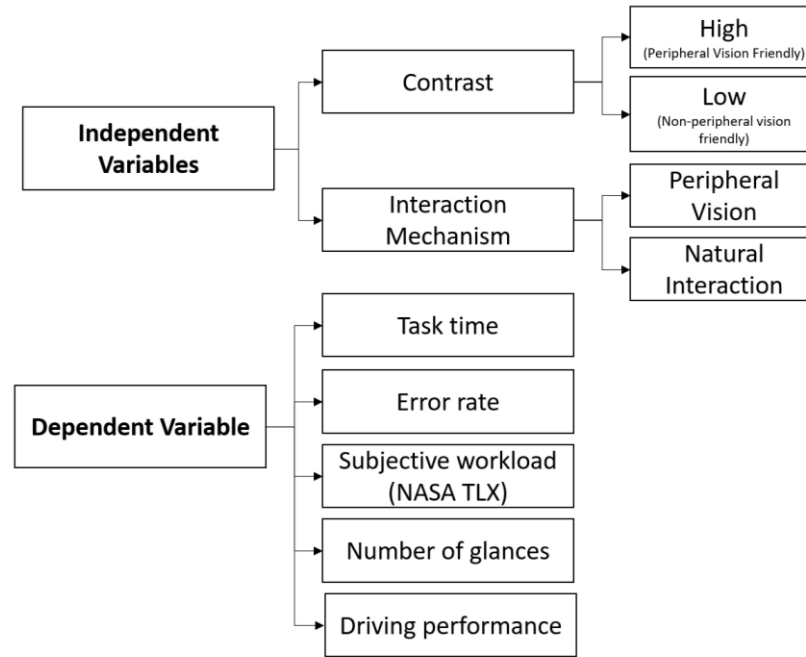 Independent
Variables
Contrast
High
(Peripheral Vision Friendly)
Low
(Non-peripheral vision
friendly)
Interaction
Mechanism
Peripheral
Vision
Natural
Interaction
Dependent Variable
Task time
Error rate
Subjective workload
(NASA TLX)
Number of glances
Driving performance